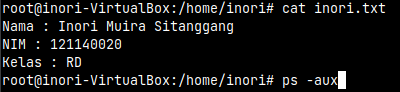 root@inori-VirtualBox:/home/inori# cat inori.txt
Nama : Inori Muira Sitanggang
NIM : 121140020
Kelas : RD
root@inori-VirtualBox:/home/inori# ps -aux